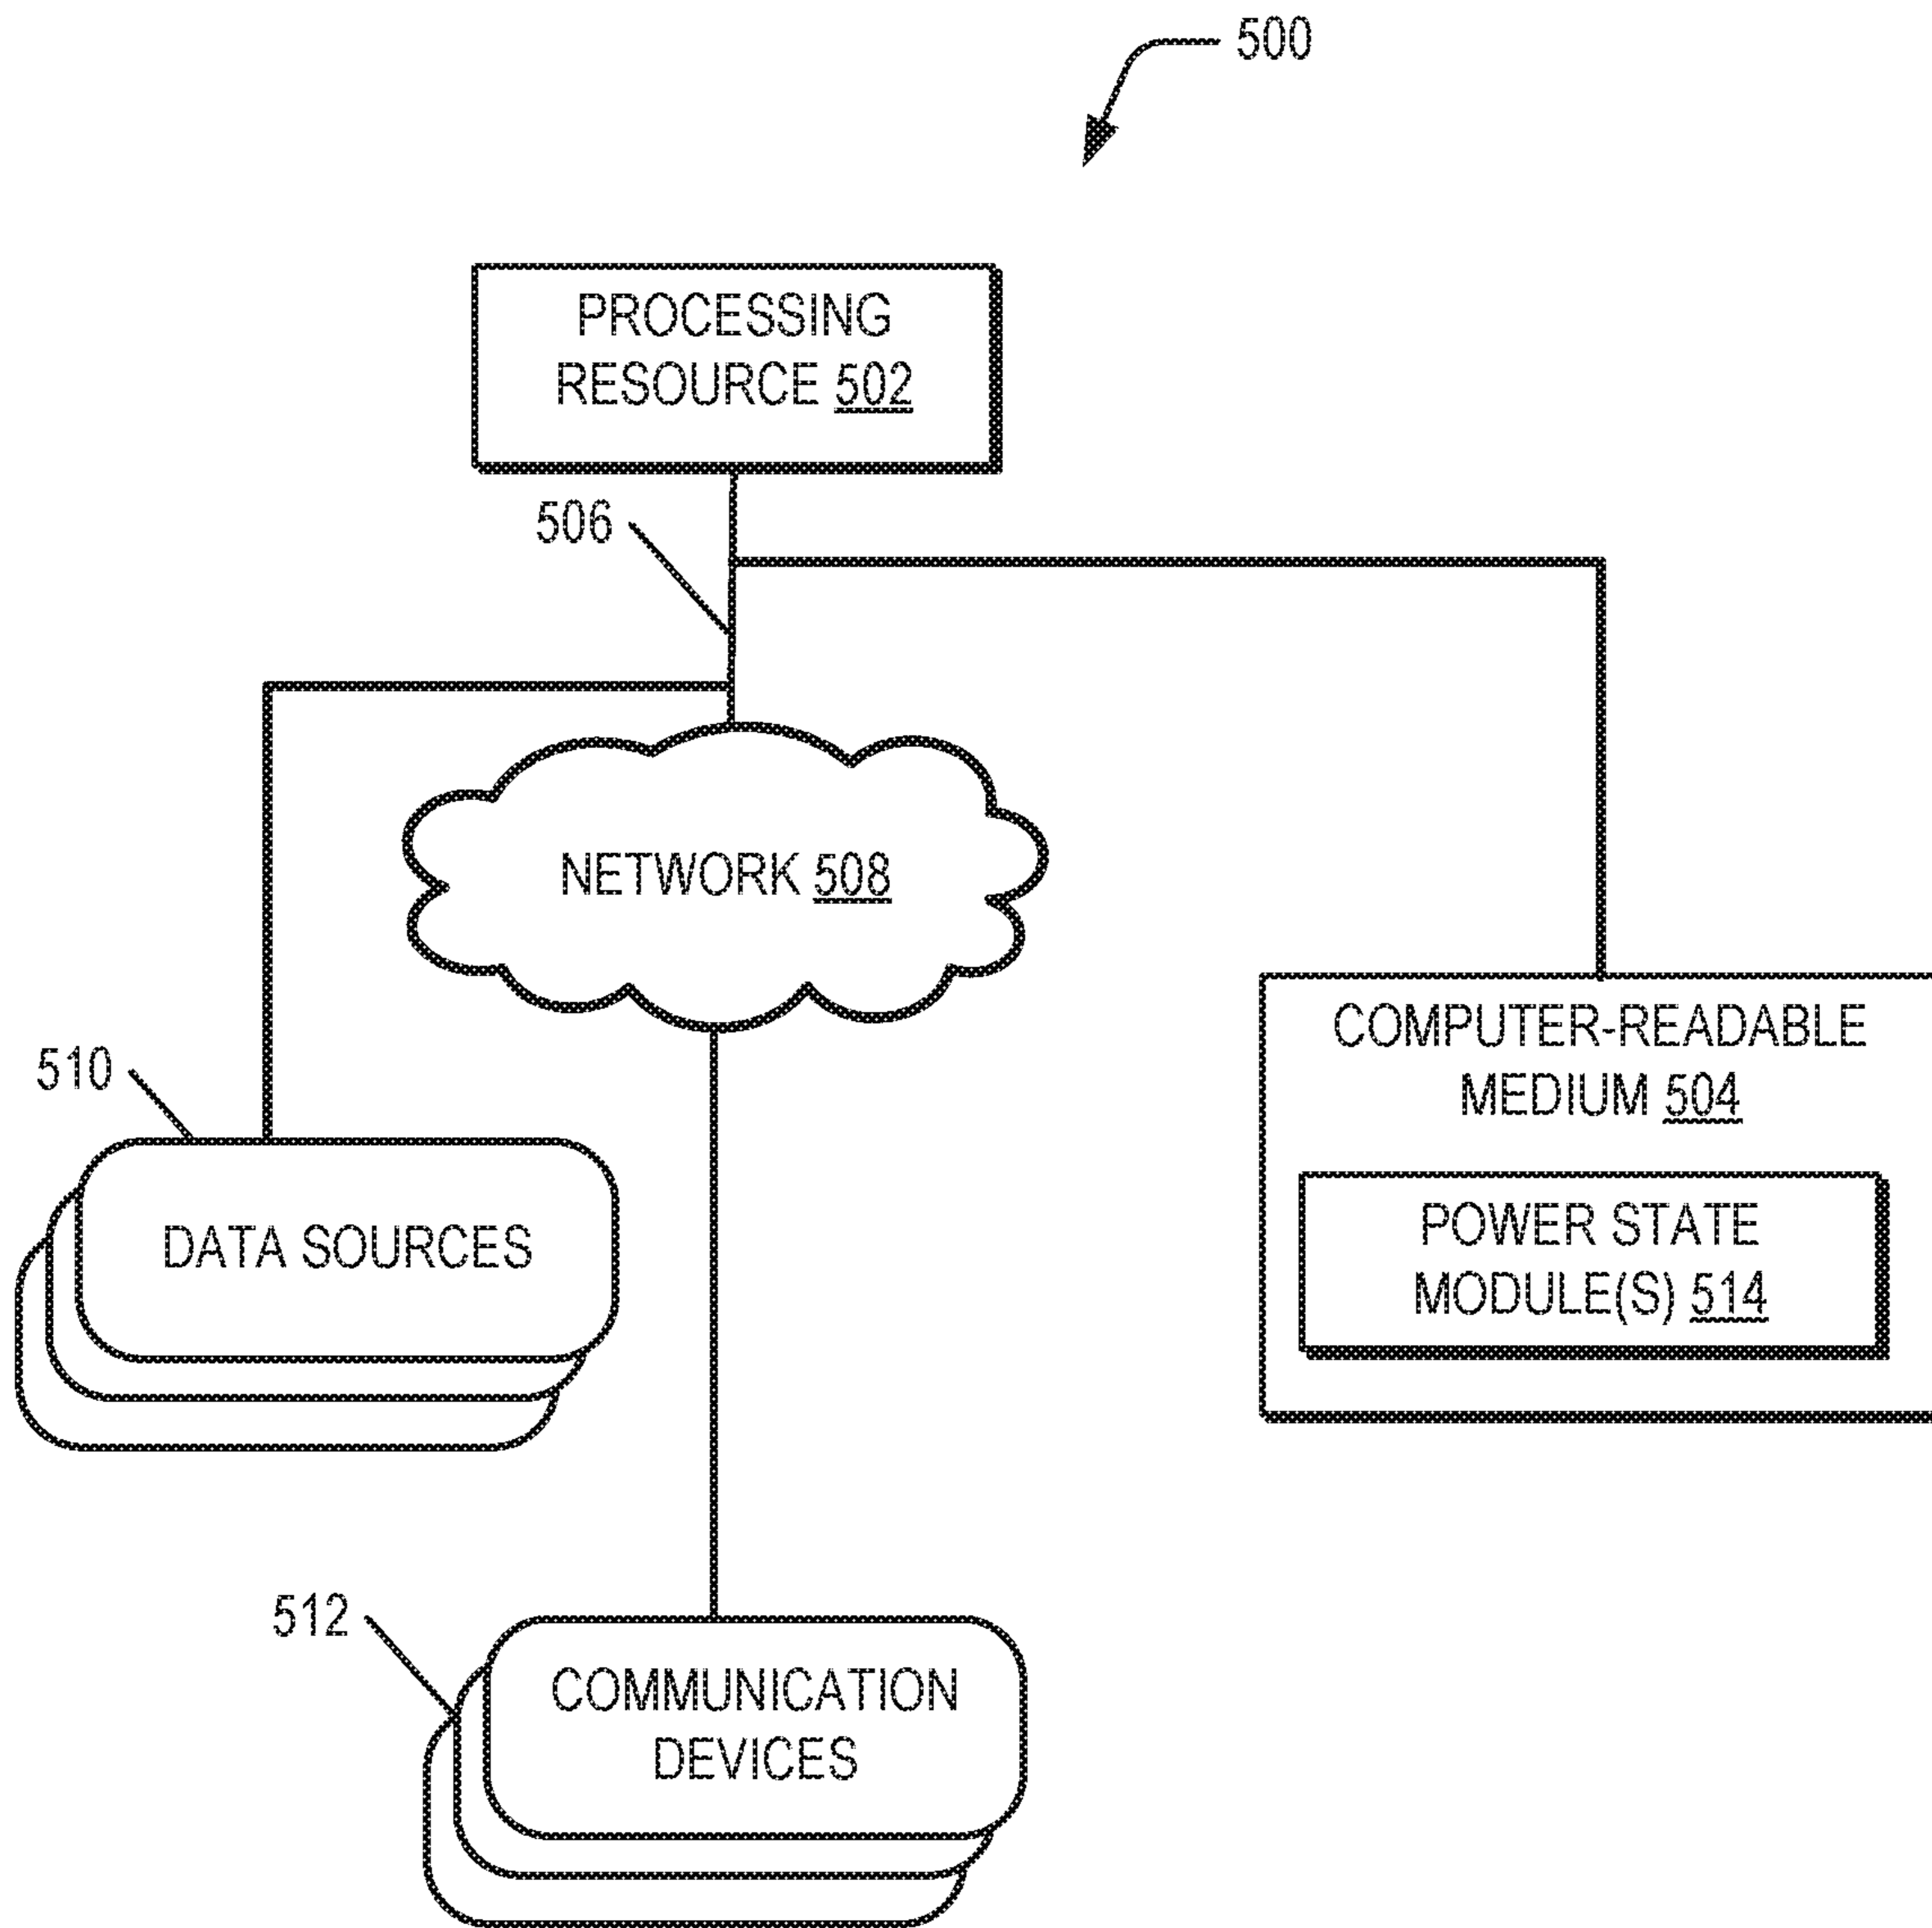 500
PROCESSING
RESOURCE 502
506
NETWORK 508
510
DATA SOURCES
COMPUTER-READABLE
MEDIUM 504
POWER STATE
MODULE(S) 514
512
COMMUNICATION
DEVICES